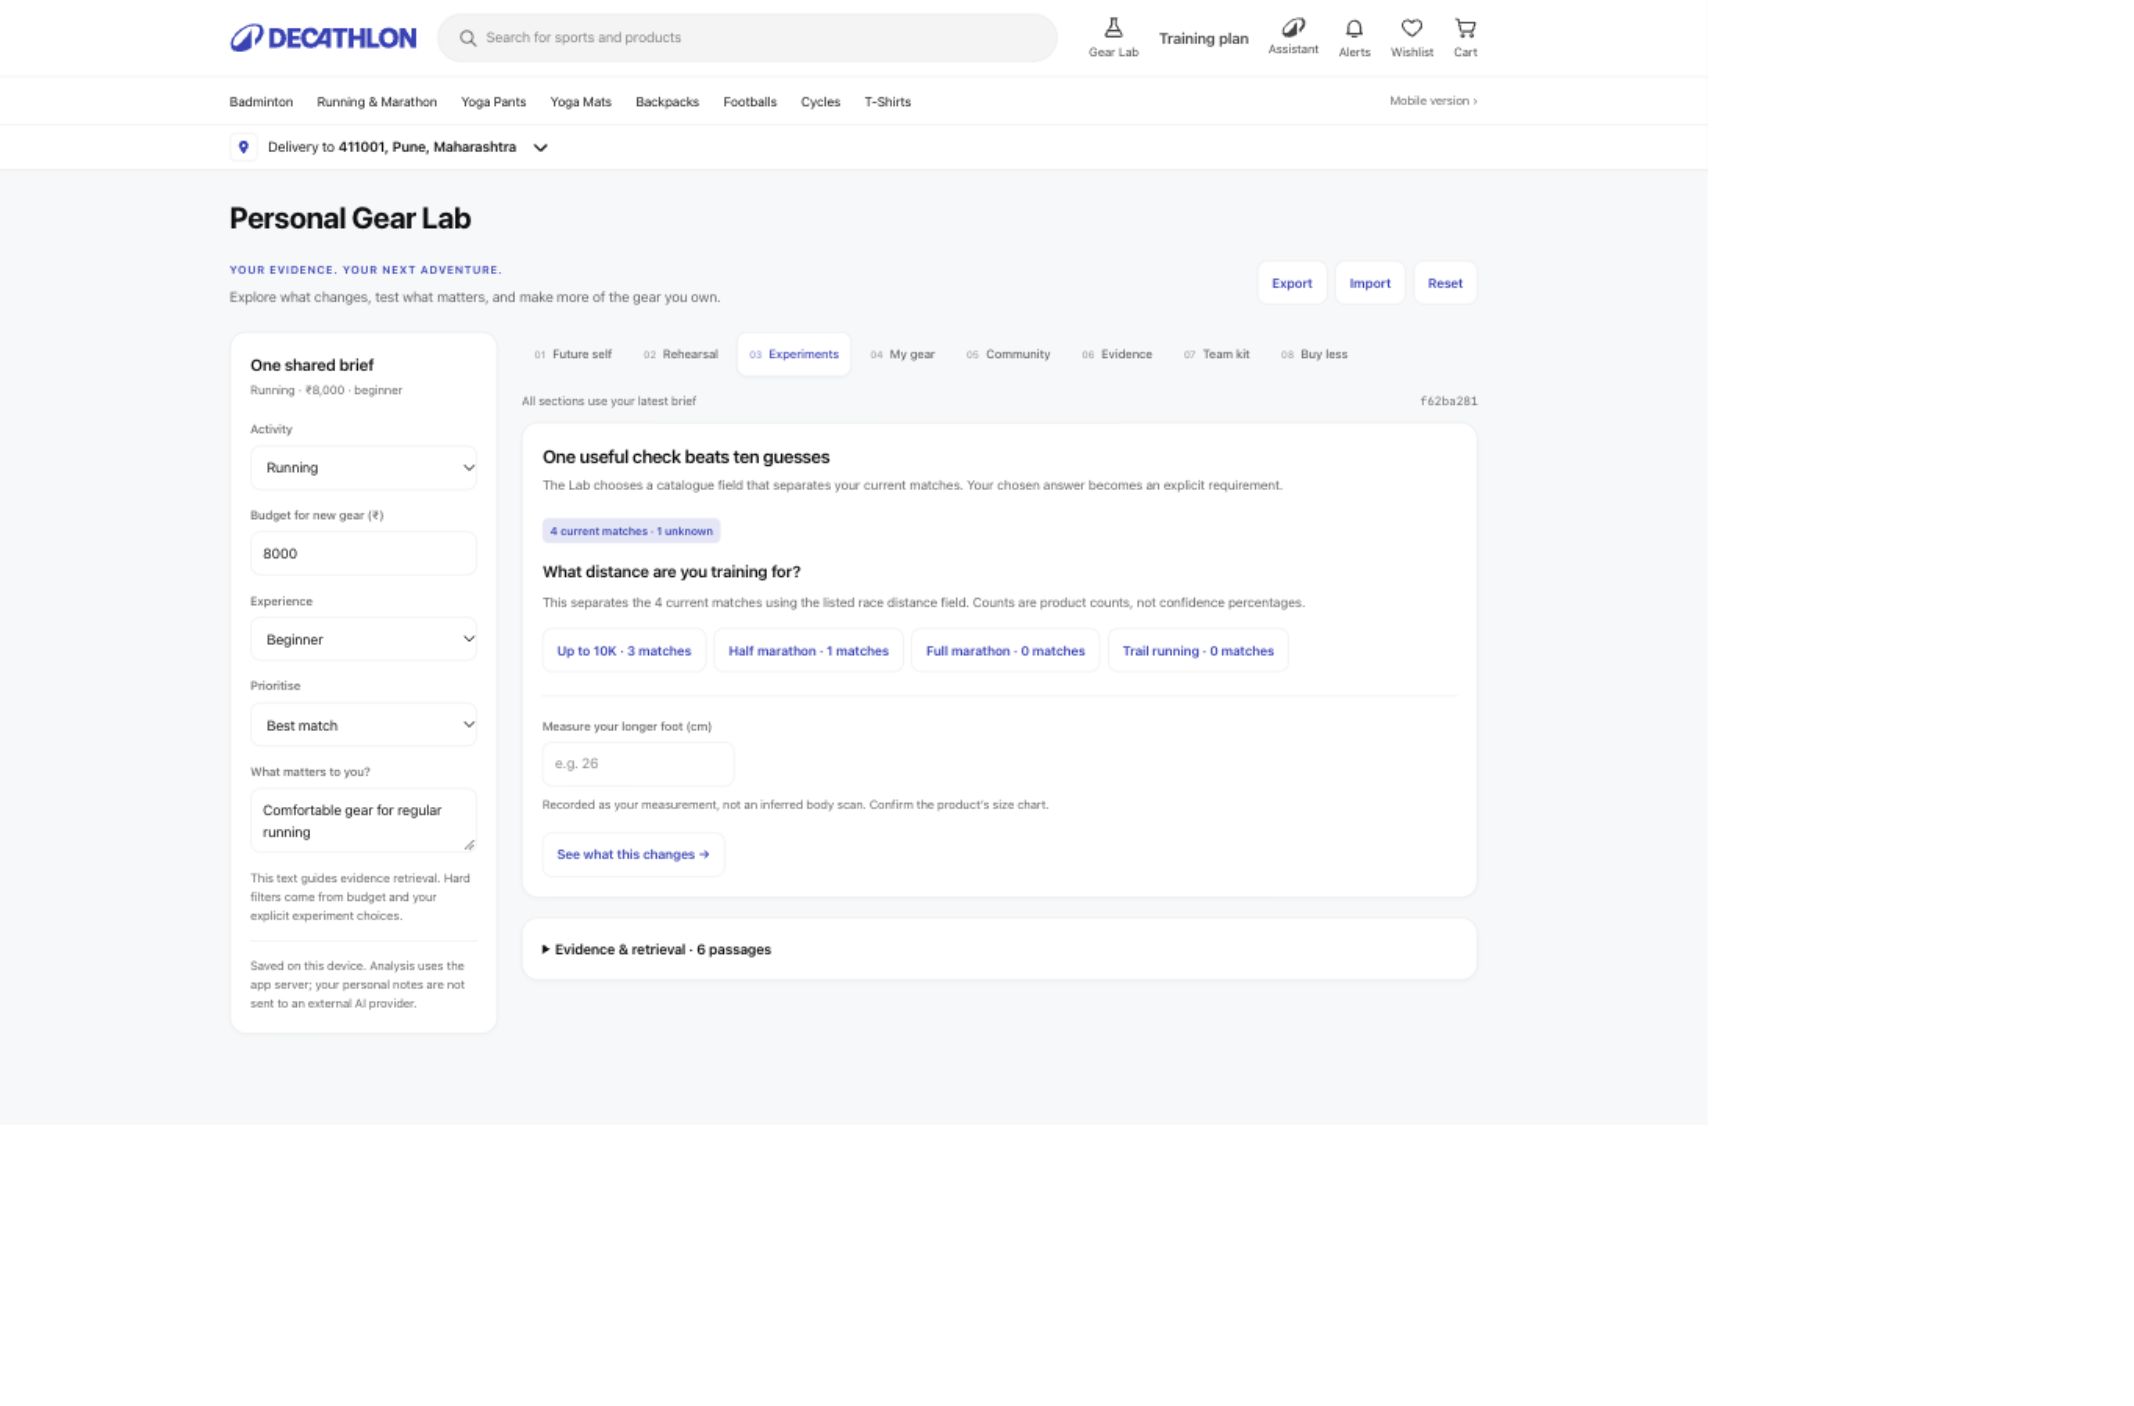 DECATHLON
Search for sports and products
Gear Lab
Training plan
Assistant
Alerts
Wishlist
Cart
Badminton
Running & Marathon
Yoga Pants
Yoga Mats
Backpacks
Footballs
Cycles
T-Shirts
Mobile version ›
Delivery to 411001, Pune, Maharashtra
Personal Gear Lab
YOUR EVIDENCE. YOUR NEXT ADVENTURE.
Explore what changes, test what matters, and make more of the gear you own.
Export
Import
Reset
One shared brief
Running · ₹8,000 · beginner
Activity
Running
Budget for new gear (₹)
8000
Experience
Beginner
Prioritise
Best match
What matters to you?
Comfortable gear for regular
running
This text guides evidence retrieval. Hard
filters come from budget and your
explicit experiment choices.
Saved on this device. Analysis uses the
app server; your personal notes are not
sent to an external AI provider.
01 Future self
02 Rehearsal
03 Experiments
04 My gear
05 Community
06 Evidence
07 Team kit
08 Buy less
All sections use your latest brief
f62ba281
One useful check beats ten guesses
The Lab chooses a catalogue field that separates your current matches. Your chosen answer becomes an explicit requirement.
4 current matches · 1 unknown
What distance are you training for?
This separates the 4 current matches using the listed race distance field. Counts are product counts, not confidence percentages.
Up to 10K · 3 matches
Half marathon · 1 matches
Full marathon · 0 matches
Trail running · 0 matches
Measure your longer foot (cm)
e.g. 26
Recorded as your measurement, not an inferred body scan. Confirm the product's size chart.
See what this changes →
Evidence & retrieval · 6 passages